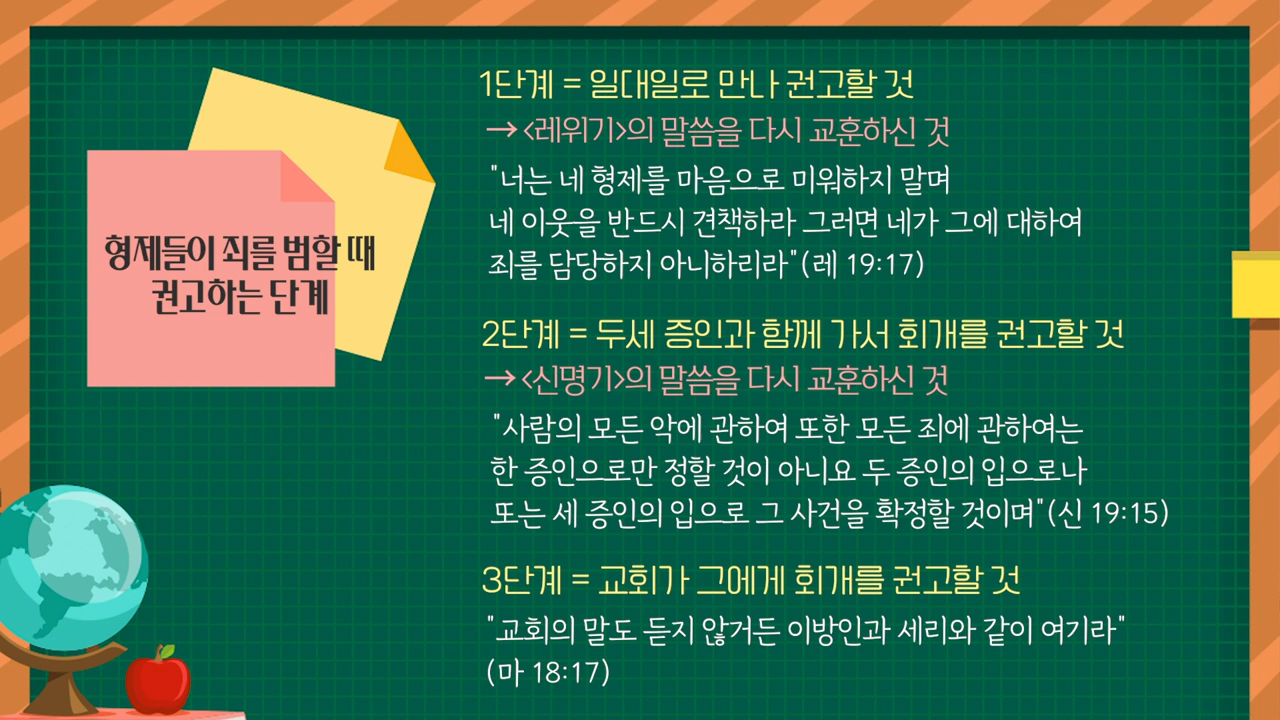 형제들이 죄를 범할 때
권고하는 단계
1단계 = 일대일로 만나 권고할 것
→<레위기>의 말씀을 다시 교훈하신 것
"너는 네 형제를 마음으로 미워하지 말며
네 이웃을 반드시 견책하라 그러면 네가 그에 대하여
죄를 담당하지 아니하리라"(레 19:17)
2단계 = 두세 증인과 함께 가서 회개를 권고할 것
→<신명기>의 말씀을 다시 교훈하신 것
"사람의 모든 악에 관하여 또한 모든 죄에 관하여는
한 증인으로만 정할 것이 아니요 두 증인의 입으로나
또는 세 증인의 입으로 그 사건을 확정할 것이며"(신 19:15)
3단계 = 교회가 그에게 회개를 권고할 것
"교회의 말도 듣지 않거든 이방인과 세리와 같이 여기라"
(마 18:17)